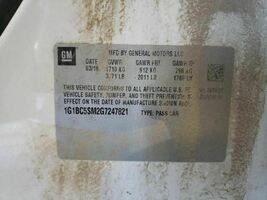 GM
MFD BY GENERAL MOTORS LLC
DATE GVWR GAWR FRT GAWR RR
03/16 1710 KG 912 KG 798 KG
3771 LB 2011 LB 1760 LB
THIS VEHICLE CONFORMS TO ALL APPLICABLE U.S. FEDERAL MOTOR
VEHICLE SAFETY, BUMPER, AND THEFT PREVENTION STANDARDS IN
EFFECT ON THE DATE OF MANUFACTURE SHOWN ABOVE.
1G1BC5SM2G7247821
TYPE: PASS CAR